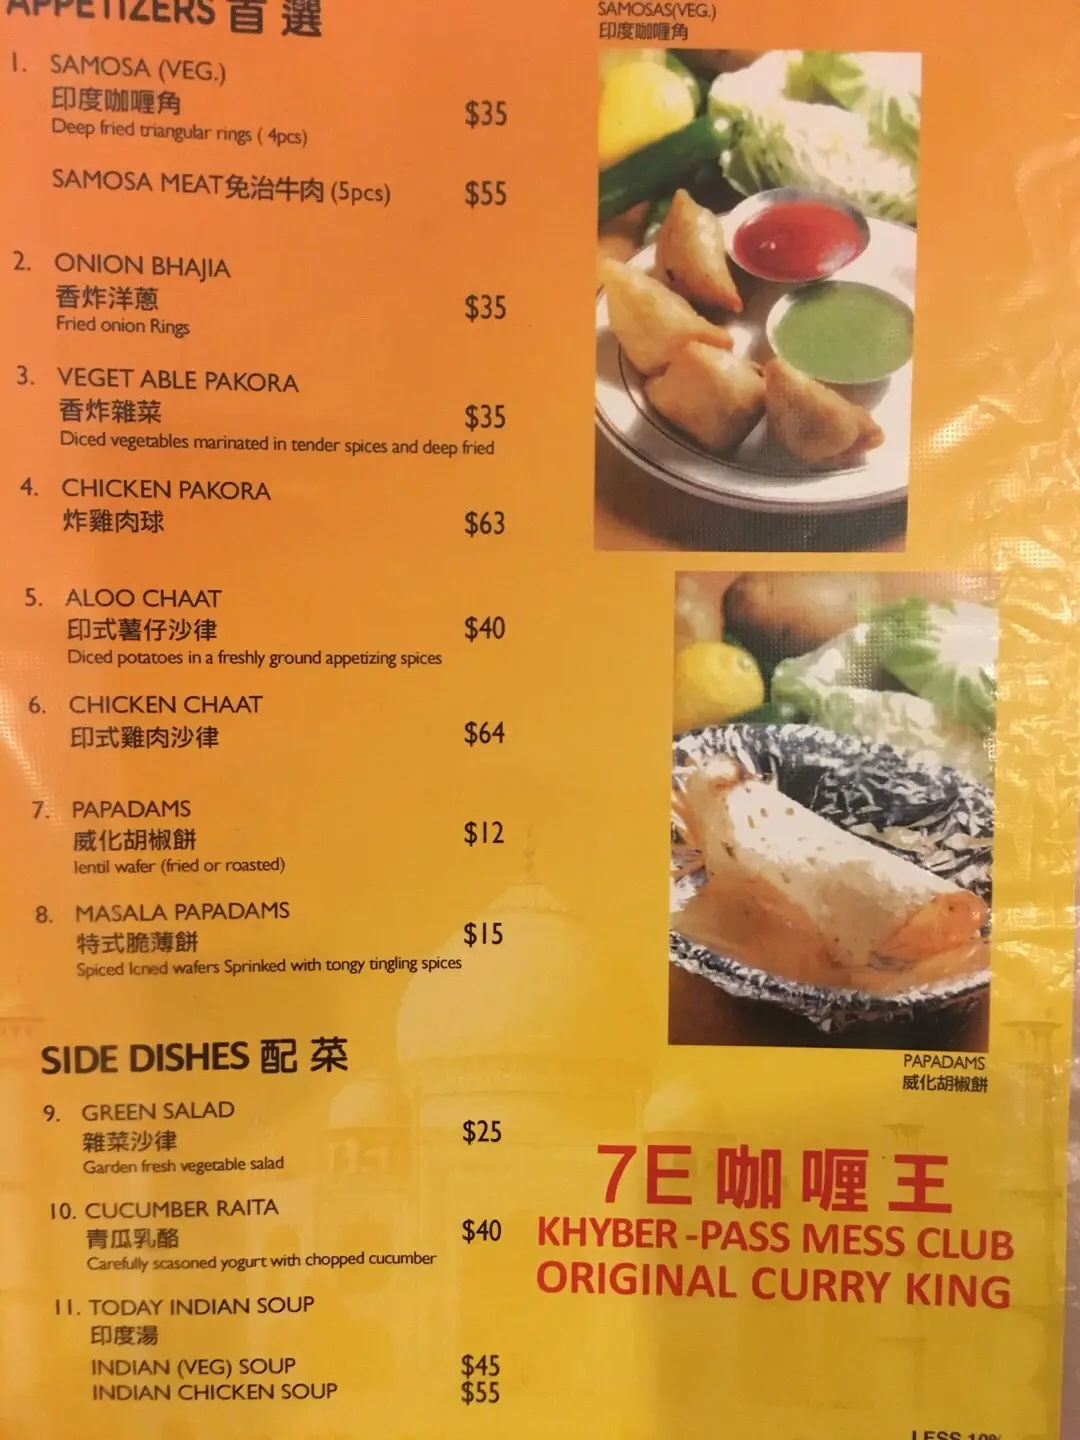 APPETIZERS 首選
1. SAMOSA (VEG.)
印度咖喱角
$35
Deep fried triangular rings ( 4pcs)
SAMOSA MEAT免治牛肉 (5pcs) $55
2. ONION BHAJIA
香炸洋蔥
$35
Fried onion Rings
3. VEGET ABLE PAKORA
香炸雜菜
$35
Diced vegetables marinated in tender spices and deep fried
4. CHICKEN PAKORA
炸雞肉球
$63
5. ALOO CHAAT
印式薯仔沙律
$40
Diced potatoes in a freshly ground appetizing spices
6. CHICKEN CHAAT
印式雞肉沙律
$64
7. PAPADAMS
威化胡椒餅
$12
lentil wafer (fried or roasted)
8. MASALA PAPADAMS
特式脆薄餅
$15
Spiced lcned wafers Sprinked with tongy tingling spices
SIDE DISHES 配菜
9. GREEN SALAD
雜菜沙律
$25
Garden fresh vegetable salad
10. CUCUMBER RAITA
青瓜乳酪
$40
Carefully scasoned yogurt with chopped cucumber
11. TODAY INDIAN SOUP
印度湯
INDIAN (VEG) SOUP $45
INDIAN CHICKEN SOUP $55
SAMOSAS(VEG.)
印度咖喱角
PAPADAMS
威化胡椒餅
7E 咖喱王
KHYBER -PASS MESS CLUB
ORIGINAL CURRY KING
LESS 10%